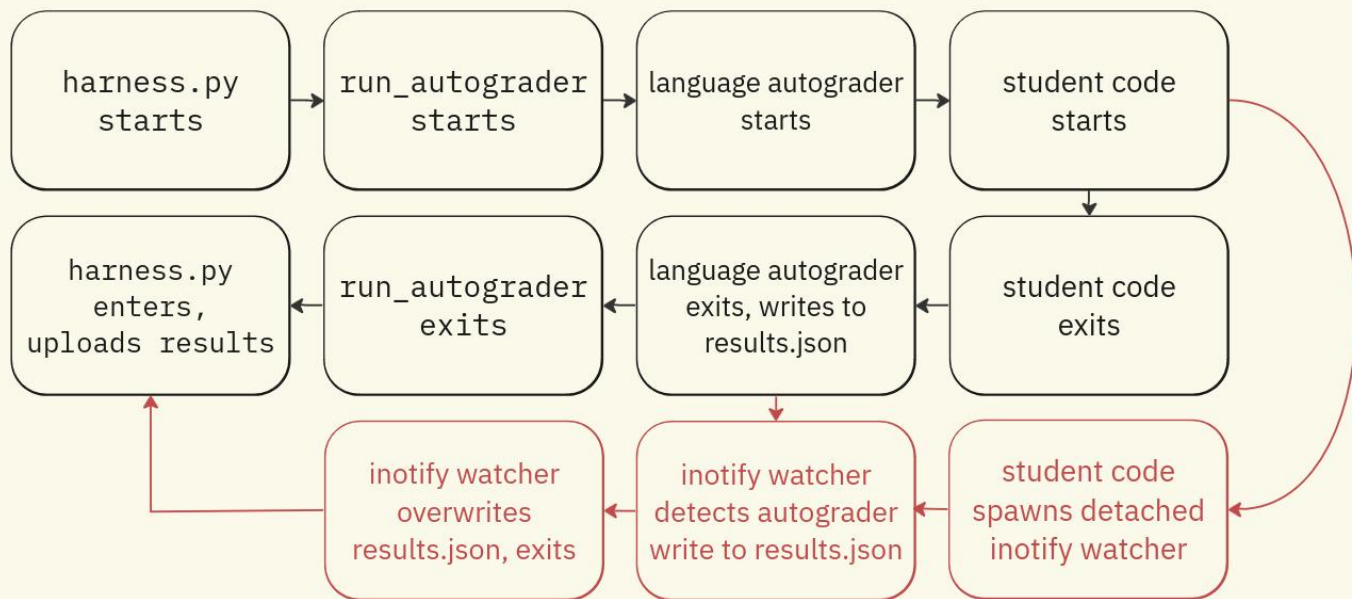 harness.py
starts
run_autograder
starts
language autograder
starts
student code
starts
harness.py
enters,
uploads results
run_autograder
exits
language autograder
exits, writes to
results.json
student code
exits
inotify watcher
overwrites
results.json, exits
inotify watcher
detects autograder
write to results.json
student code
spawns detached
inotify watcher